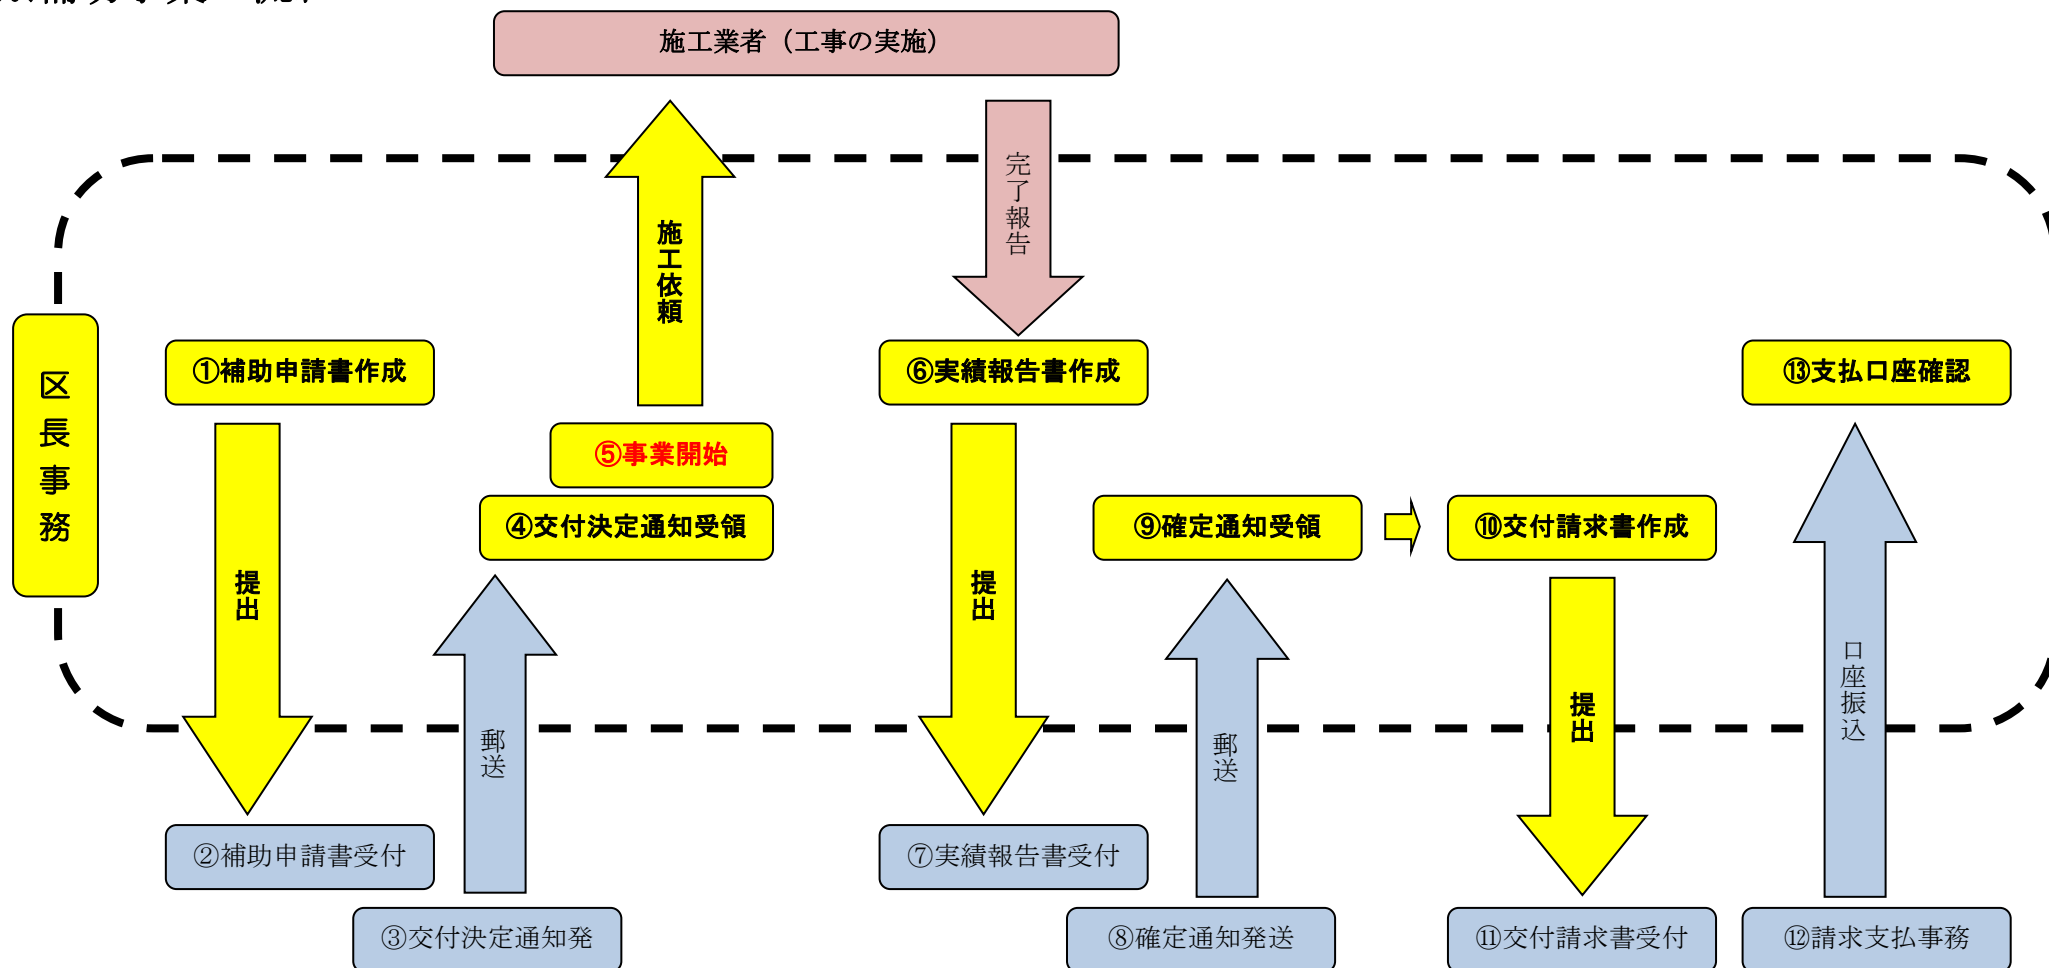 施工業者（工事の実施）
完了報告
施工依頼
区長事務
①補助申請書作成
⑥実績報告書作成
⑬支払口座確認
⑤事業開始
④交付決定通知受領
⑨確定通知受領
⑩交付請求書作成
提出
提出
郵送
郵送
提出
口座振込
②補助申請書受付
⑦実績報告書受付
③交付決定通知発
⑧確定通知発送
⑪交付請求書受付
⑫請求支払事務